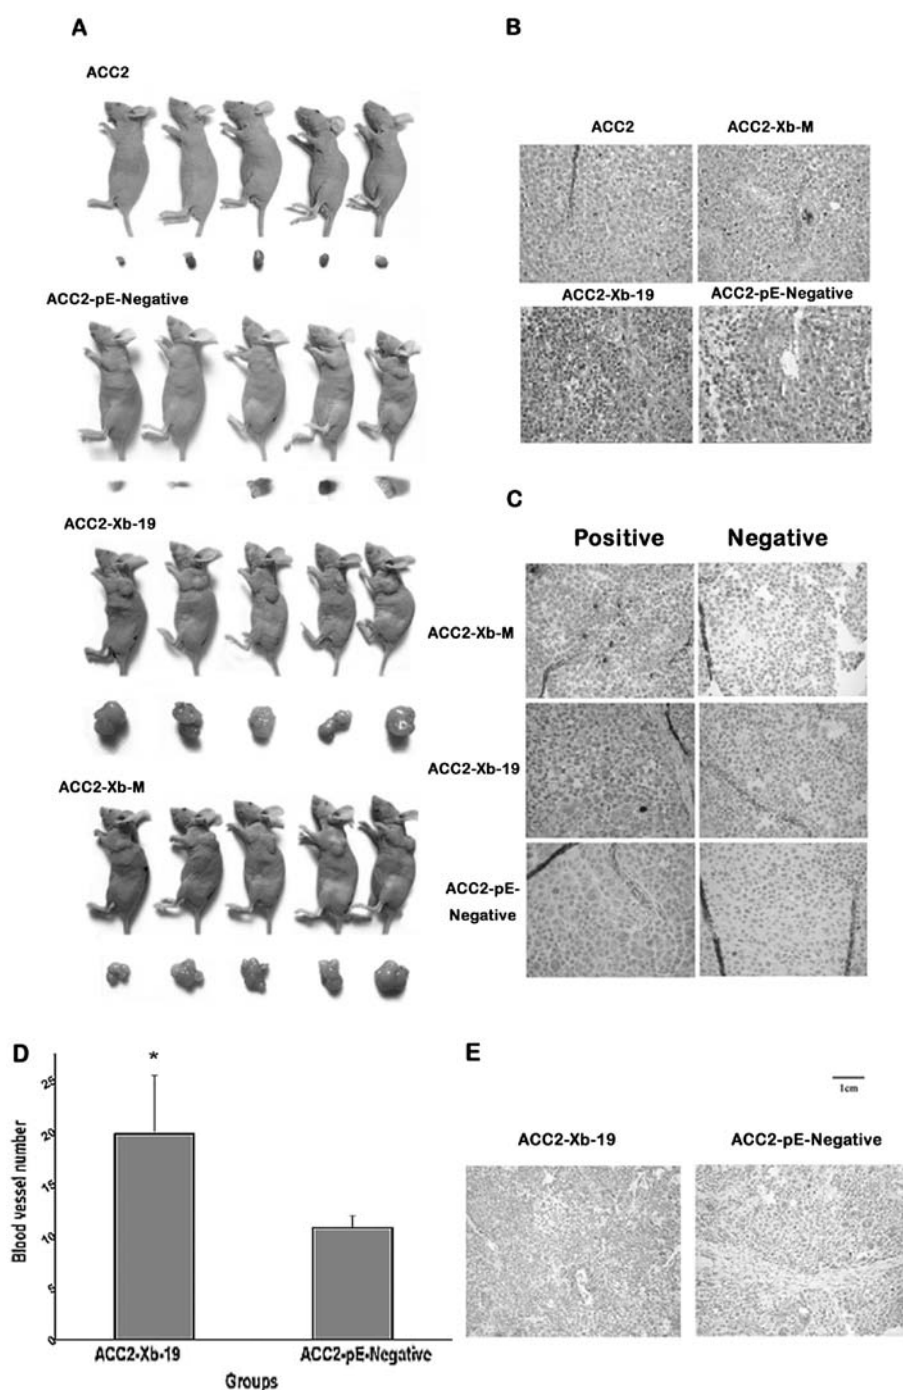 A
ACC2
ACC2-pE-Negative
ACC2-Xb-19
ACC2-Xb-M
B
ACC2 ACC2-Xb-M
ACC2-Xb-19 ACC2-pE-Negative
C
Positive Negative
ACC2-Xb-M
ACC2-Xb-19
ACC2-pE-
Negative
D
*
Blood vessel number
25
20
15
10
5
0
ACC2-Xb-19 ACC2-pE-Negative
Groups
E
1cm
ACC2-Xb-19 ACC2-pE-Negative